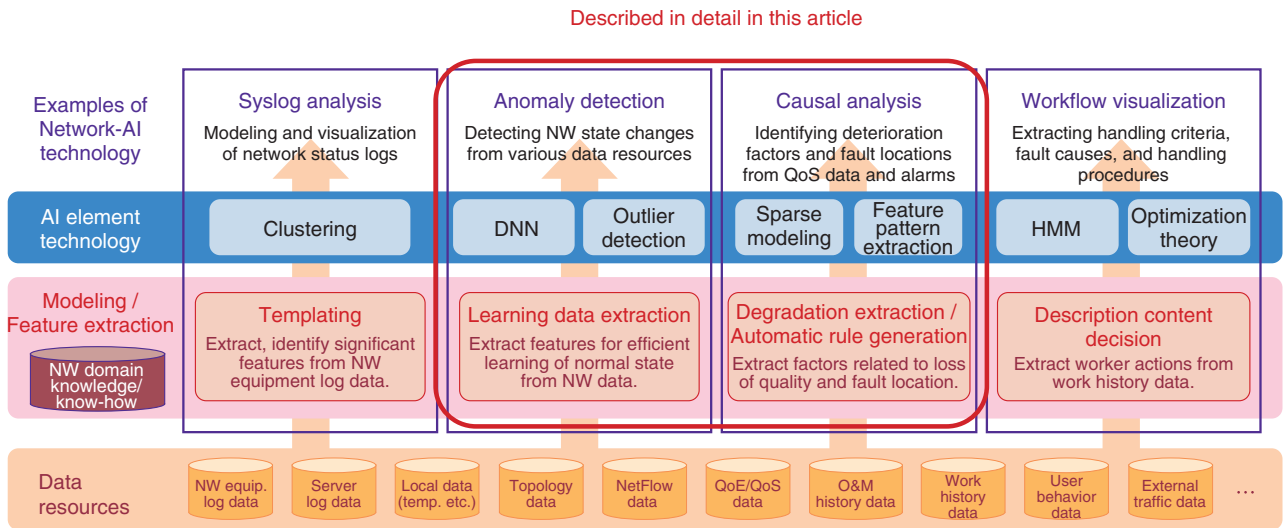 Described in detail in this article
Examples of
Network-AI
technology
Syslog analysis
Modeling and visualization
of network status logs
Anomaly detection
Detecting NW state changes
from various data resources
Causal analysis
Identifying deterioration
factors and fault locations
from QoS data and alarms
Workflow visualization
Extracting handling criteria,
fault causes, and handling
procedures
AI element
technology
Clustering
DNN
Outlier
detection
Sparse
modeling
Feature
pattern
extraction
HMM
Optimization
theory
Modeling /
Feature extraction
NW domain
knowledge/
know-how
Templating
Extract, identify significant
features from NW
equipment log data.
Learning data extraction
Extract features for efficient
learning of normal state
from NW data.
Degradation extraction /
Automatic rule generation
Extract factors related to loss
of quality and fault location.
Description content
decision
Extract worker actions from
work history data.
Data
resources
NW equip.
log data
Server
log data
Local data
(temp. etc.)
Topology
data
NetFlow
data
QoE/QoS
data
O&M
history data
Work
history data
User
behavior data
External
traffic data
…